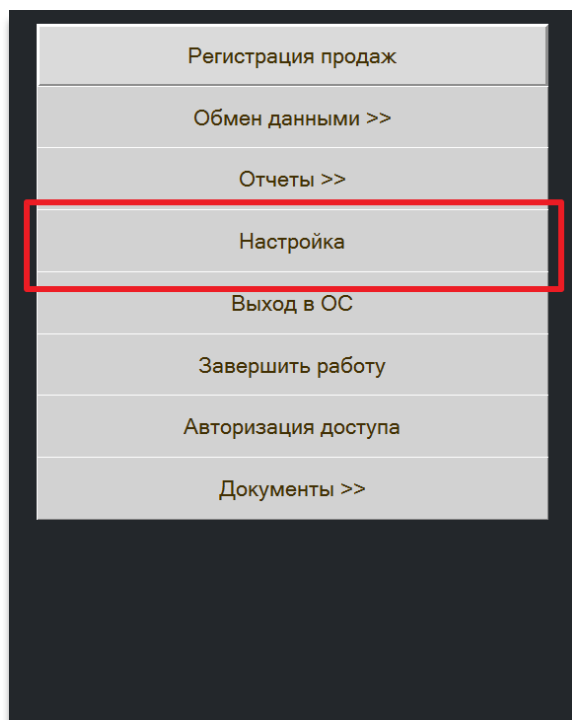 Регистрация продаж
Обмен данными >>
Отчеты >>
Настройка
Выход в ОС
Завершить работу
Авторизация доступа
Документы >>